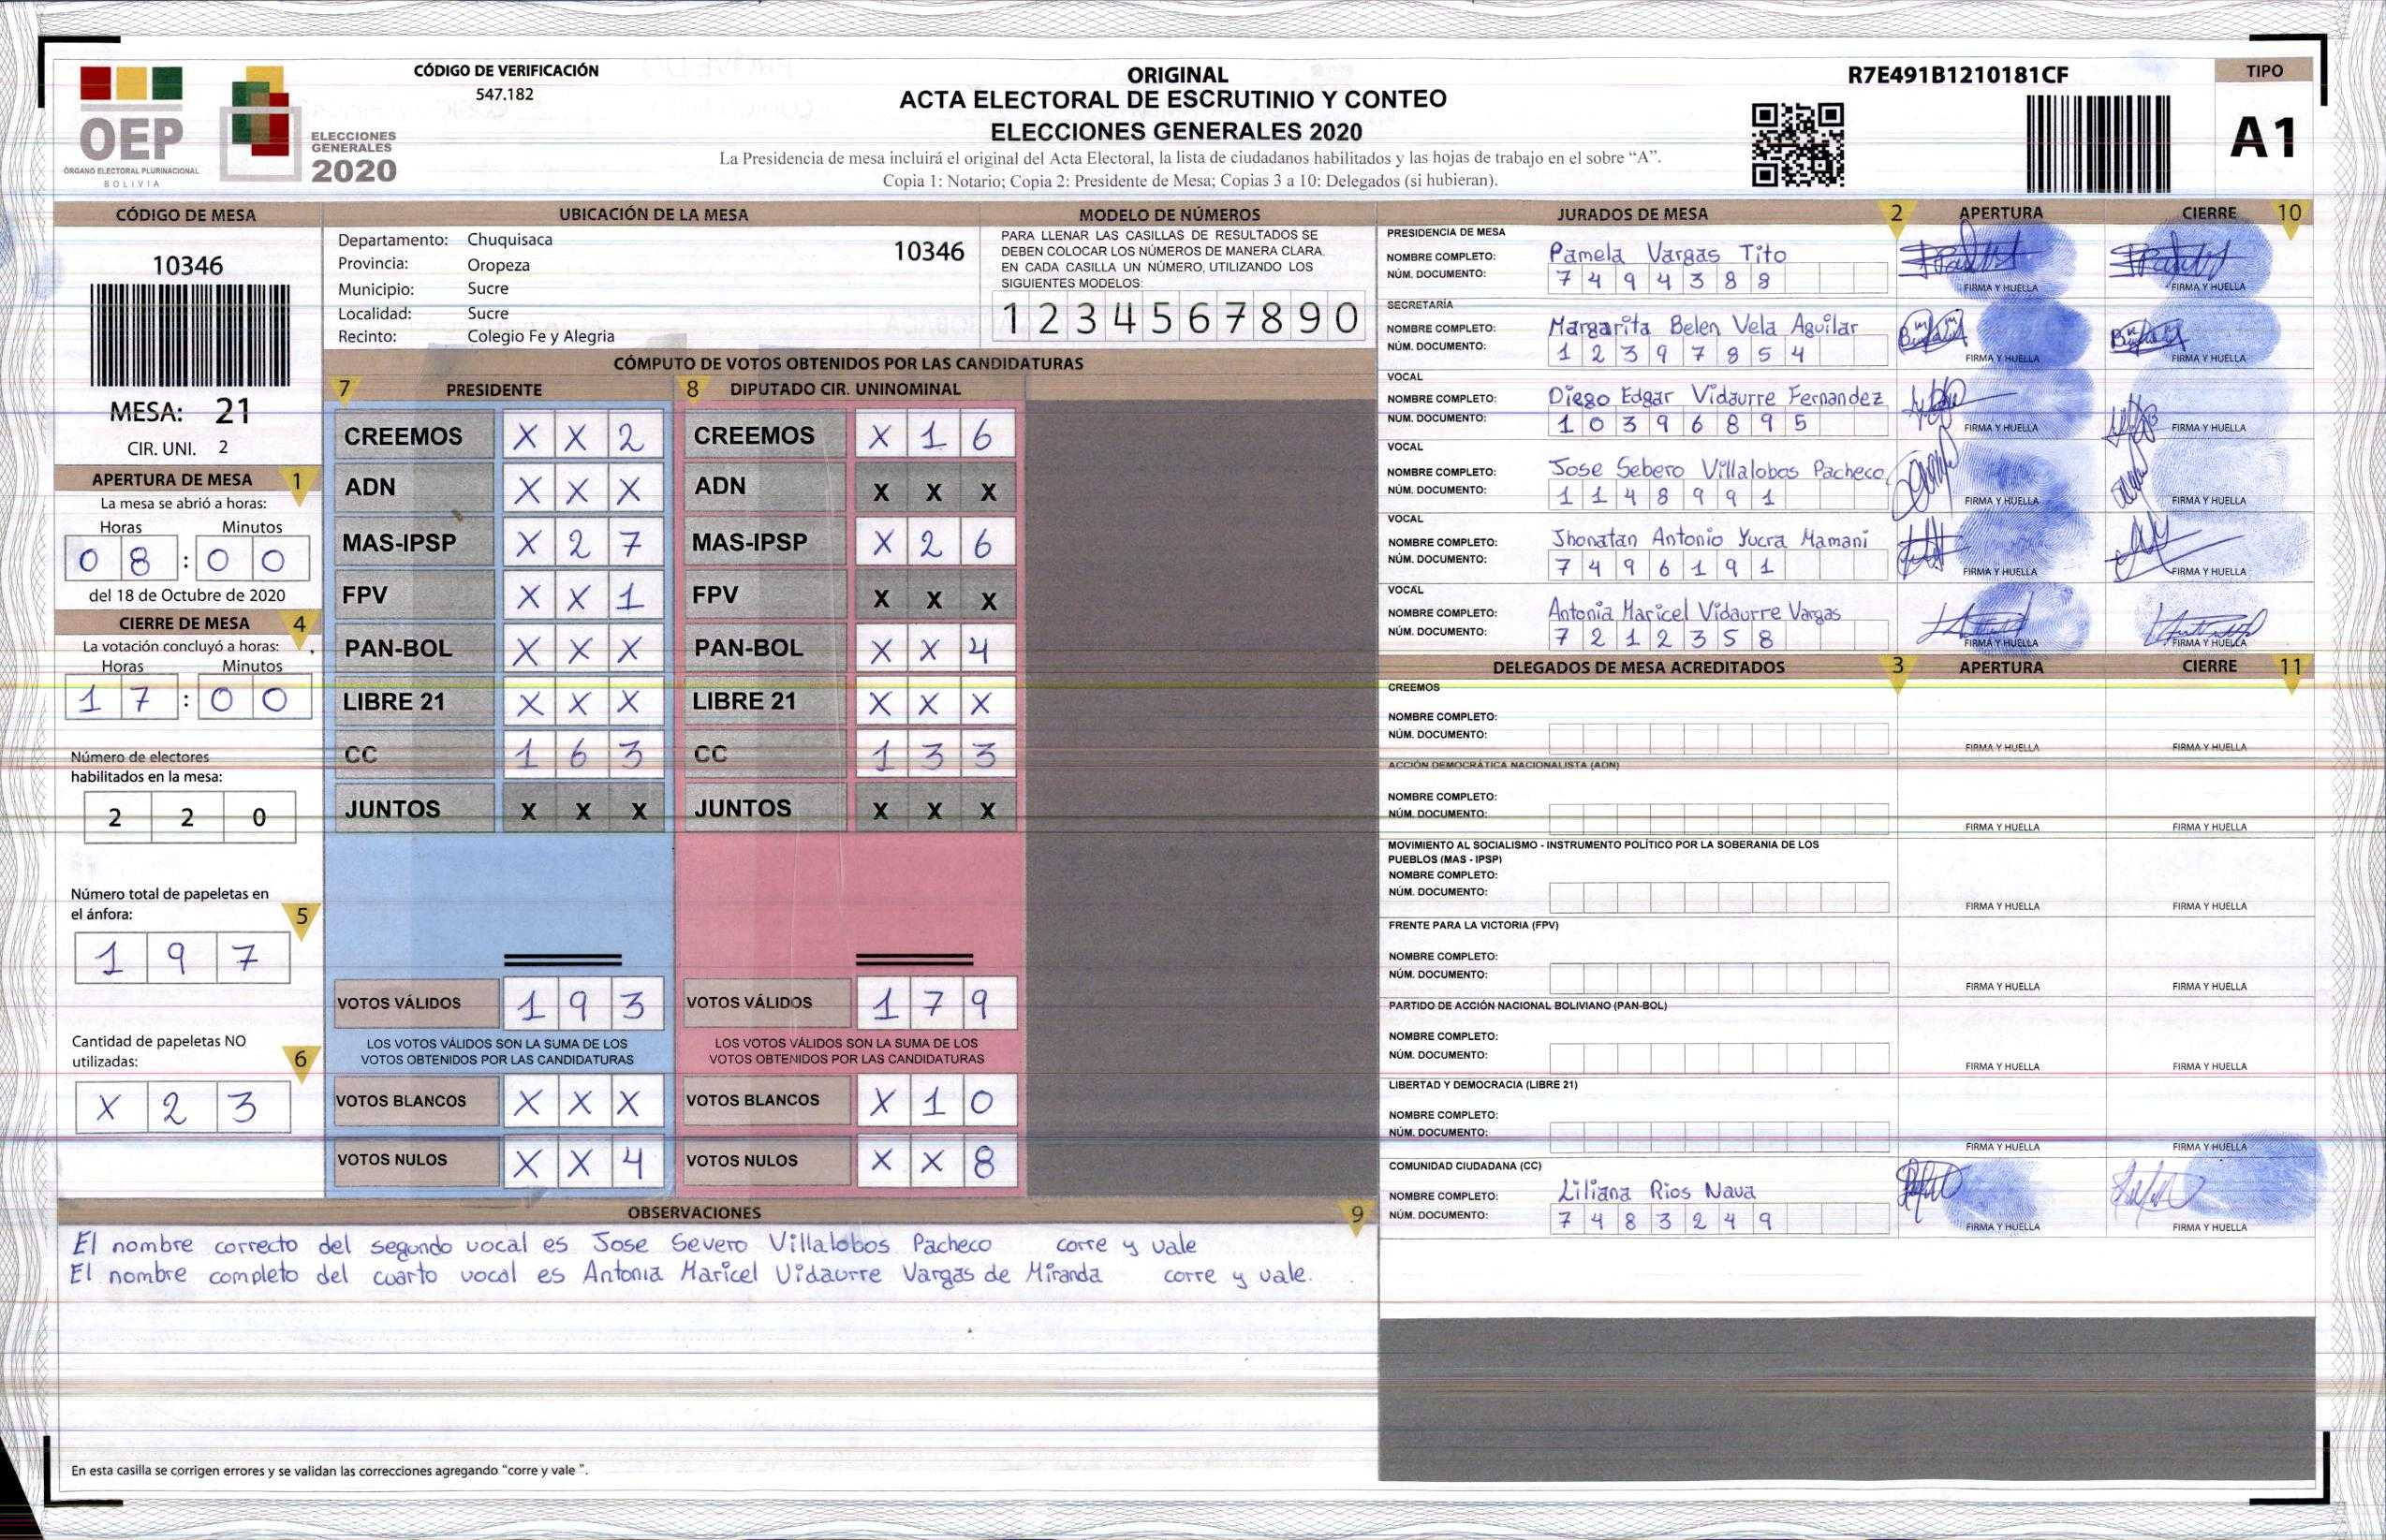 OEP
ÓRGANO ELECTORAL PLURINACIONAL
BOLIVIA
ELECCIONES
GENERALES
2020
CÓDIGO DE VERIFICACIÓN
547.182
ORIGINAL
ACTA ELECTORAL DE ESCRUTINIO Y CONTEO
ELECCIONES GENERALES 2020
La Presidencia de mesa incluirá el original del Acta Electoral, la lista de ciudadanos habilitados y las hojas de trabajo en el sobre “A”.
Copia 1: Notario; Copia 2: Presidente de Mesa; Copias 3 a 10: Delegados (si hubieran).
R7E491B1210181CF
TIPO
A1
CÓDIGO DE MESA
10346
MESA: 21
CIR. UNI. 2
APERTURA DE MESA 1
La mesa se abrió a horas:
Horas Minutos
0 8 : 0 0
del 18 de Octubre de 2020
CIERRE DE MESA 4
La votación concluyó a horas:
Horas Minutos
1 7 : 0 0
Número de electores
habilitados en la mesa:
2 2 0
Número total de papeletas en
el ánfora: 5
1 9 7
Cantidad de papeletas NO
utilizadas: 6
X 2 3
UBICACIÓN DE LA MESA
Departamento: Chuquisaca
Provincia: Oropeza
Municipio: Sucre
Localidad: Sucre
Recinto: Colegio Fe y Alegria
10346
MODELO DE NÚMEROS
PARA LLENAR LAS CASILLAS DE RESULTADOS SE
DEBEN COLOCAR LOS NÚMEROS DE MANERA CLARA.
EN CADA CASILLA UN NÚMERO, UTILIZANDO LOS
SIGUIENTES MODELOS:
1 2 3 4 5 6 7 8 9 0
CÓMPUTO DE VOTOS OBTENIDOS POR LAS CANDIDATURAS
7 PRESIDENTE
CREEMOS X X 2
ADN X X X
MAS-IPSP X 2 7
FPV X X 1
PAN-BOL X X X
LIBRE 21 X X X
CC 1 6 3
JUNTOS X X X
VOTOS VÁLIDOS 1 9 3
LOS VOTOS VÁLIDOS SON LA SUMA DE LOS
VOTOS OBTENIDOS POR LAS CANDIDATURAS
VOTOS BLANCOS X X X
VOTOS NULOS X X 4
8 DIPUTADO CIR. UNINOMINAL
CREEMOS X 1 6
ADN X X X
MAS-IPSP X 2 6
FPV X X X
PAN-BOL X X 4
LIBRE 21 X X X
CC 1 3 3
JUNTOS X X X
VOTOS VÁLIDOS 1 7 9
LOS VOTOS VÁLIDOS SON LA SUMA DE LOS
VOTOS OBTENIDOS POR LAS CANDIDATURAS
VOTOS BLANCOS X 1 0
VOTOS NULOS X X 8
OBSERVACIONES 9
El nombre correcto del segundo vocal es Jose Severo Villalobos Pacheco corre y vale
El nombre completo del cuarto vocal es Antonia Maricel Vidaurre Vargas de Miranda corre y vale.
En esta casilla se corrigen errores y se validan las correcciones agregando “corre y vale ”.
JURADOS DE MESA 2 APERTURA CIERRE 10
PRESIDENCIA DE MESA
NOMBRE COMPLETO: Pamela Vargas Tito
NÚM. DOCUMENTO: 7 4 9 4 3 8 8
FIRMA Y HUELLA FIRMA Y HUELLA
SECRETARÍA
NOMBRE COMPLETO: Margarita Belen Vela Aguilar
NÚM. DOCUMENTO: 1 2 3 9 7 8 5 4
FIRMA Y HUELLA FIRMA Y HUELLA
VOCAL
NOMBRE COMPLETO: Diego Edgar Vidaurre Fernandez
NÚM. DOCUMENTO: 1 0 3 9 6 8 9 5
FIRMA Y HUELLA FIRMA Y HUELLA
VOCAL
NOMBRE COMPLETO: Jose Sebero Villalobos Pacheco
NÚM. DOCUMENTO: 1 1 4 8 9 9 1
FIRMA Y HUELLA FIRMA Y HUELLA
VOCAL
NOMBRE COMPLETO: Jhonatan Antonio Yucra Mamani
NÚM. DOCUMENTO: 7 4 9 6 1 9 1
FIRMA Y HUELLA FIRMA Y HUELLA
VOCAL
NOMBRE COMPLETO: Antonia Maricel Vidaurre Vargas
NÚM. DOCUMENTO: 7 2 1 2 3 5 8
FIRMA Y HUELLA FIRMA Y HUELLA
DELEGADOS DE MESA ACREDITADOS 3 APERTURA CIERRE 11
CREEMOS
NOMBRE COMPLETO:
NÚM. DOCUMENTO:
FIRMA Y HUELLA FIRMA Y HUELLA
ACCIÓN DEMOCRÁTICA NACIONALISTA (ADN)
NOMBRE COMPLETO:
NÚM. DOCUMENTO:
FIRMA Y HUELLA FIRMA Y HUELLA
MOVIMIENTO AL SOCIALISMO - INSTRUMENTO POLÍTICO POR LA SOBERANIA DE LOS
PUEBLOS (MAS - IPSP)
NOMBRE COMPLETO:
NÚM. DOCUMENTO:
FIRMA Y HUELLA FIRMA Y HUELLA
FRENTE PARA LA VICTORIA (FPV)
NOMBRE COMPLETO:
NÚM. DOCUMENTO:
FIRMA Y HUELLA FIRMA Y HUELLA
PARTIDO DE ACCIÓN NACIONAL BOLIVIANO (PAN-BOL)
NOMBRE COMPLETO:
NÚM. DOCUMENTO:
FIRMA Y HUELLA FIRMA Y HUELLA
LIBERTAD Y DEMOCRACIA (LIBRE 21)
NOMBRE COMPLETO:
NÚM. DOCUMENTO:
FIRMA Y HUELLA FIRMA Y HUELLA
COMUNIDAD CIUDADANA (CC)
NOMBRE COMPLETO: Liliana Rios Nava
NÚM. DOCUMENTO: 7 4 8 3 2 4 9
FIRMA Y HUELLA FIRMA Y HUELLA